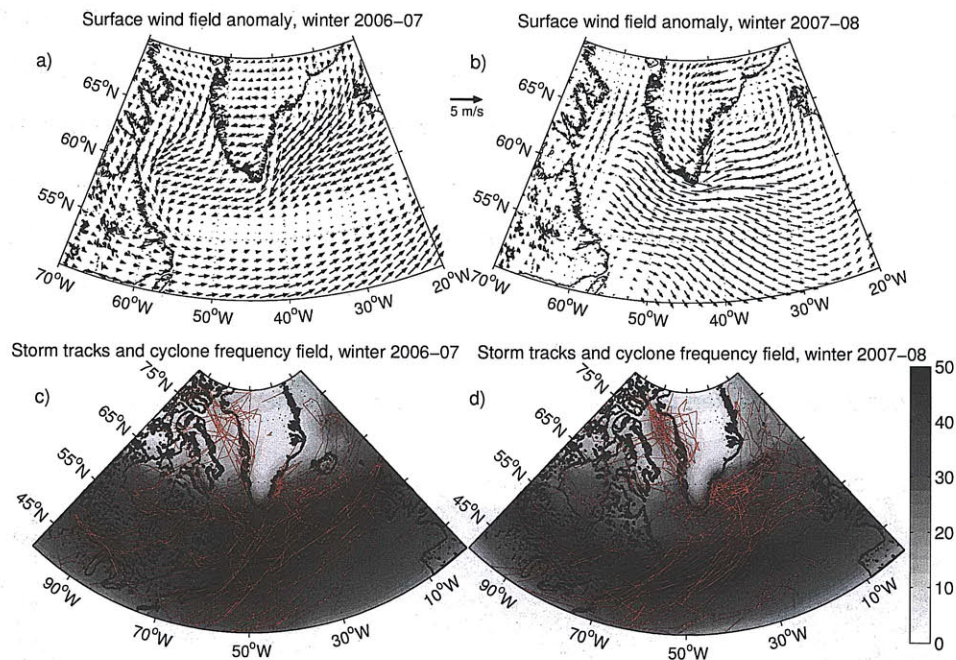 Surface wind field anomaly, winter 2006–07
Surface wind field anomaly, winter 2007–08
a)
b)
65°N
60°N
55°N
70°W
60°W
50°W
40°W
30°W
20°W
5 m/s
65°N
60°N
55°N
70°W
60°W
50°W
40°W
30°W
20°W
Storm tracks and cyclone frequency field, winter 2006–07
Storm tracks and cyclone frequency field, winter 2007–08
c)
d)
75°N
65°N
55°N
45°N
90°W
70°W
50°W
30°W
10°W
75°N
65°N
55°N
45°N
90°W
70°W
50°W
30°W
10°W
50
40
30
20
10
0